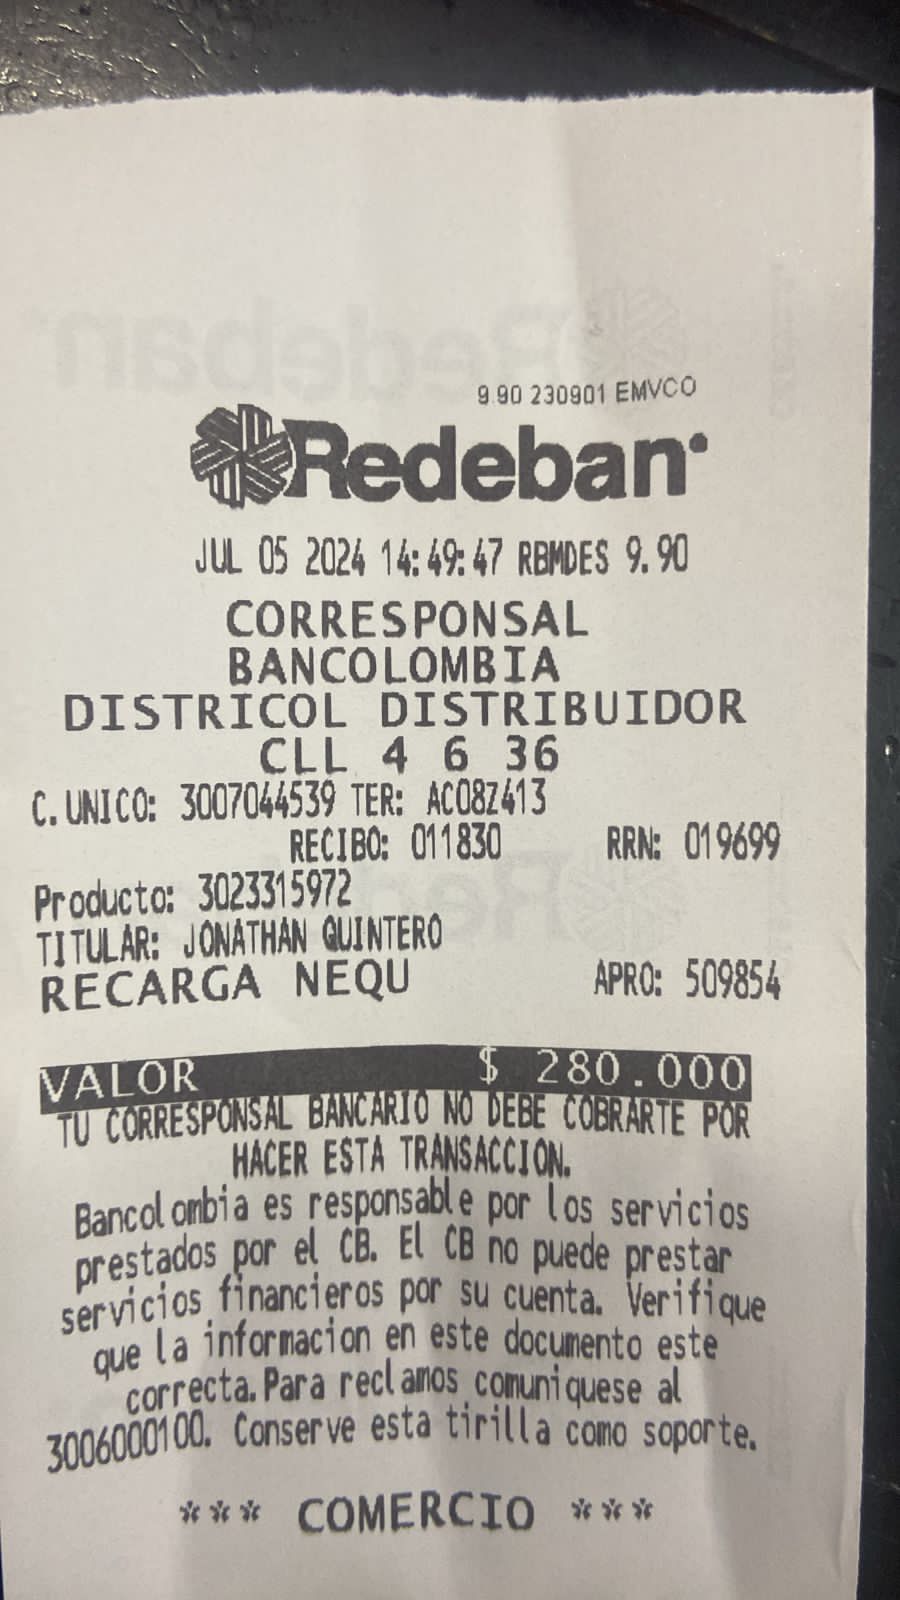 9.90 230901 EMVCO
Redeban
JUL 05 2024 14:49:47 RBMDES 9.90
CORRESPONSAL
BANCOLOMBIA
DISTRICOL DISTRIBUIDOR
CLL 4 6 36
C.UNICO: 3007044539 TER: AC08Z413
RECIBO: 011830 RRN: 019699
Producto: 3023315972
TITULAR: JONATHAN QUINTERO
RECARGA NEQU APRO: 509854
VALOR $ 280.000
TU CORRESPONSAL BANCARIO NO DEBE COBRARTE POR
HACER ESTA TRANSACCION.
Bancolombia es responsable por los servicios
prestados por el CB. El CB no puede prestar
servicios financieros por su cuenta. Verifique
que la informacion en este documento este
correcta.Para reclamos comuniquese al
3006000100. Conserve esta tirilla como soporte.
*** COMERCIO ***